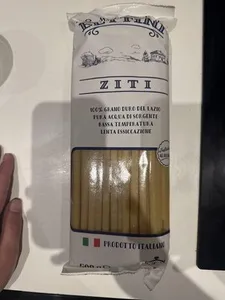 ZITI
100% GRANO DURO DEL LAZIO
PURA ACQUA DI SORGENTE
BASSA TEMPERATURA
LENTA ESSICAZIONE
PRODOTTO ITALIANO